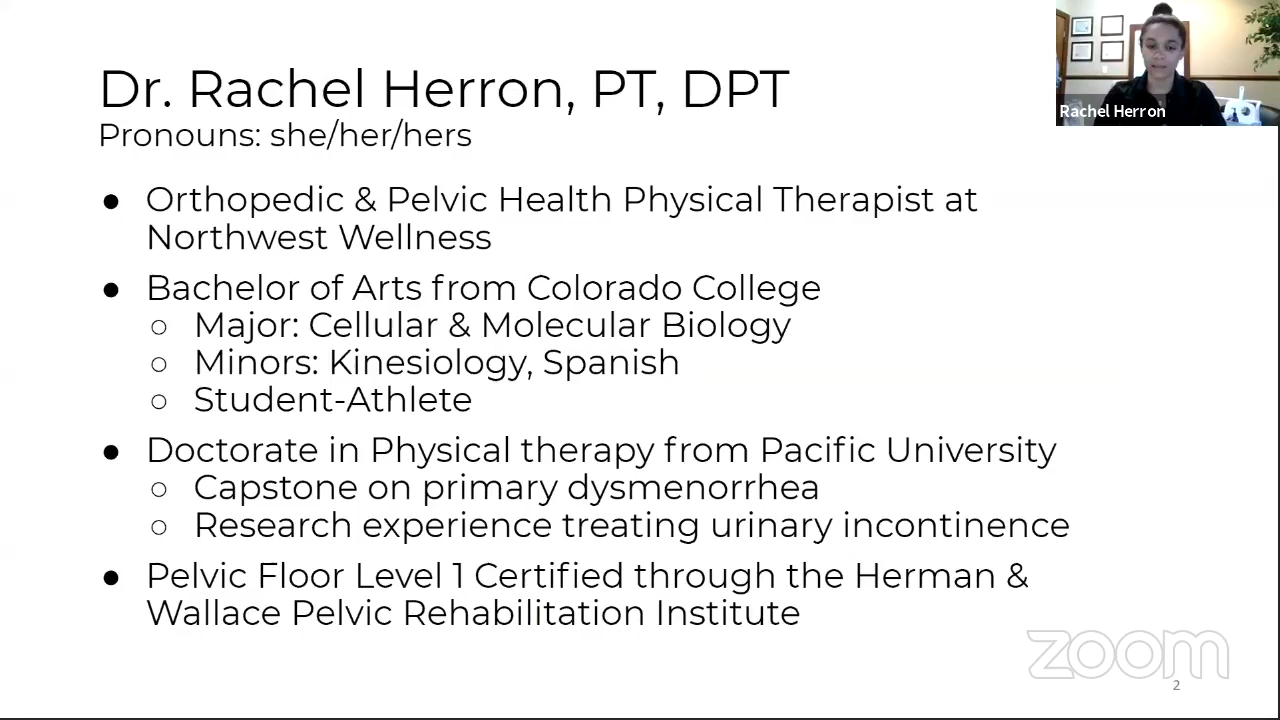 Dr. Rachel Herron, PT, DPT
Pronouns: she/her/hers
Rachel Herron
● Orthopedic & Pelvic Health Physical Therapist at
Northwest Wellness
● Bachelor of Arts from Colorado College
○ Major: Cellular & Molecular Biology
○ Minors: Kinesiology, Spanish
○ Student-Athlete
● Doctorate in Physical therapy from Pacific University
○ Capstone on primary dysmenorrhea
○ Research experience treating urinary incontinence
● Pelvic Floor Level 1 Certified through the Herman &
Wallace Pelvic Rehabilitation Institute
zoom
2